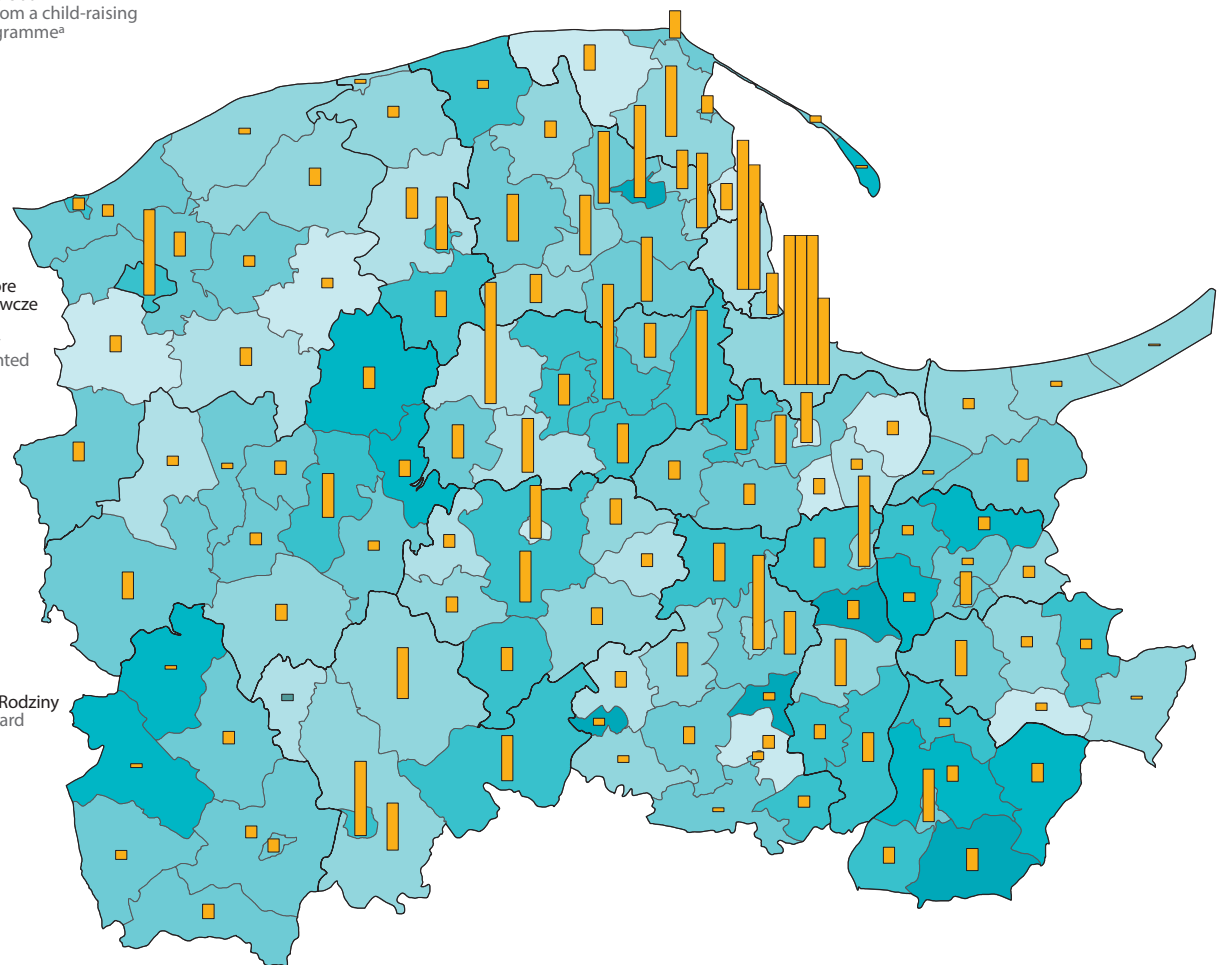 om a child-raising
gramme^a
ore
wcze
nted
Rodziny
ard